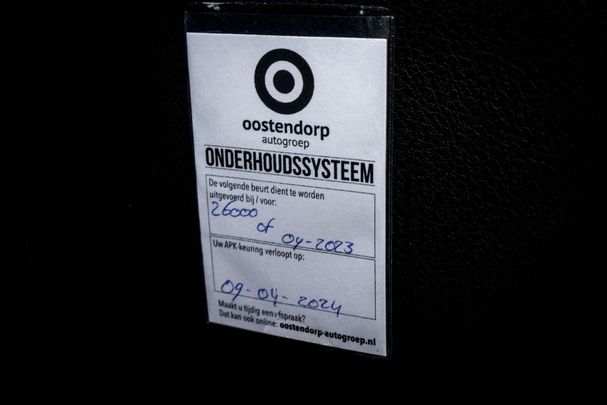 oostendorp
autogroep
ONDERHOUDSSYSTEEM
De volgende beurt dient te worden
uitgevoerd bij / voor:
26000
of 04-2023
Uw APK-keuring verloopt op:
09-04-2024
Maakt u tijdig een afspraak?
Dat kan ook online: oostendorp-autogroep.nl